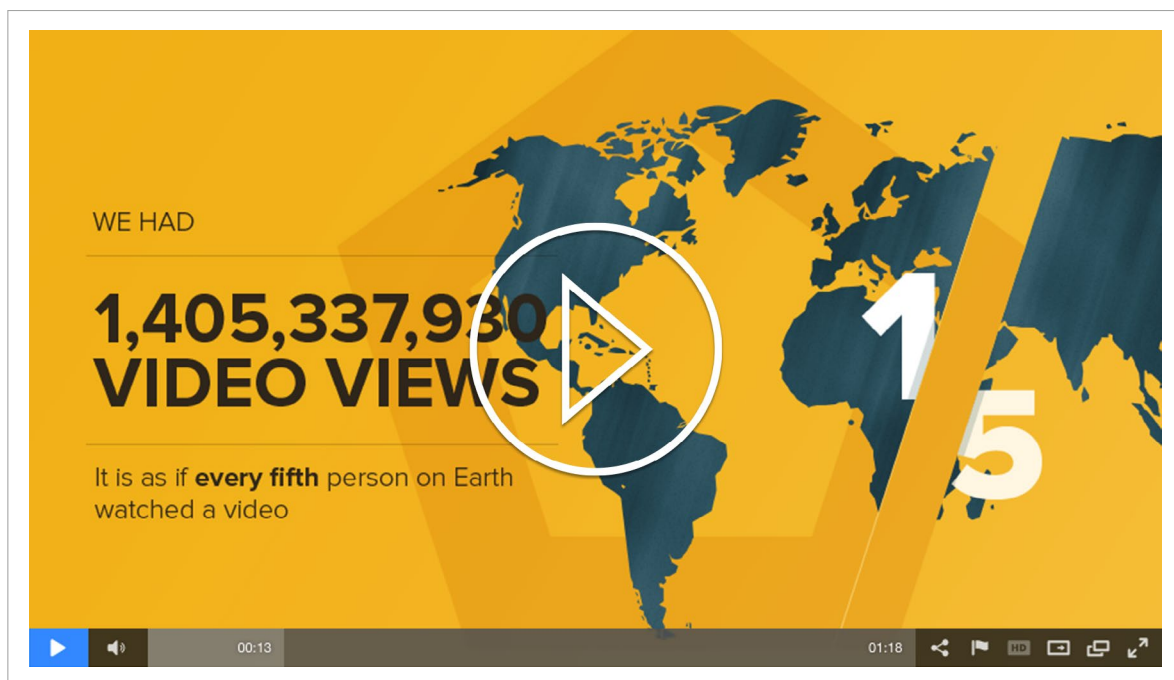 WE HAD
1,405,337,930
VIDEO VIEWS
It is as if every fifth person on Earth
watched a video
1
5
00:13
01:18
HD